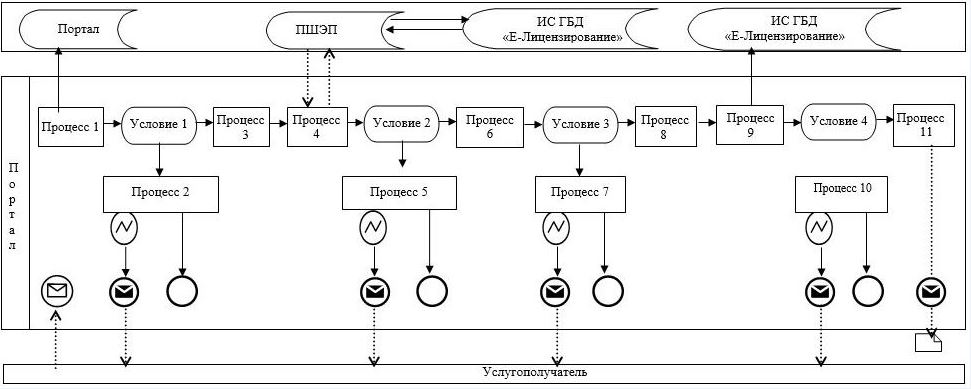 Портал
ПШЭП
ИС ГБД
«Е-Лицензирование»
ИС ГБД
«Е-Лицензирование»
Портал
Процесс 1
Условие 1
Процесс
3
Процесс
4
Условие 2
Процесс
6
Условие 3
Процесс
8
Процесс
9
Условие 4
Процесс
11
Процесс 2
Процесс 5
Процесс 7
Процесс 10
Услугополучатель